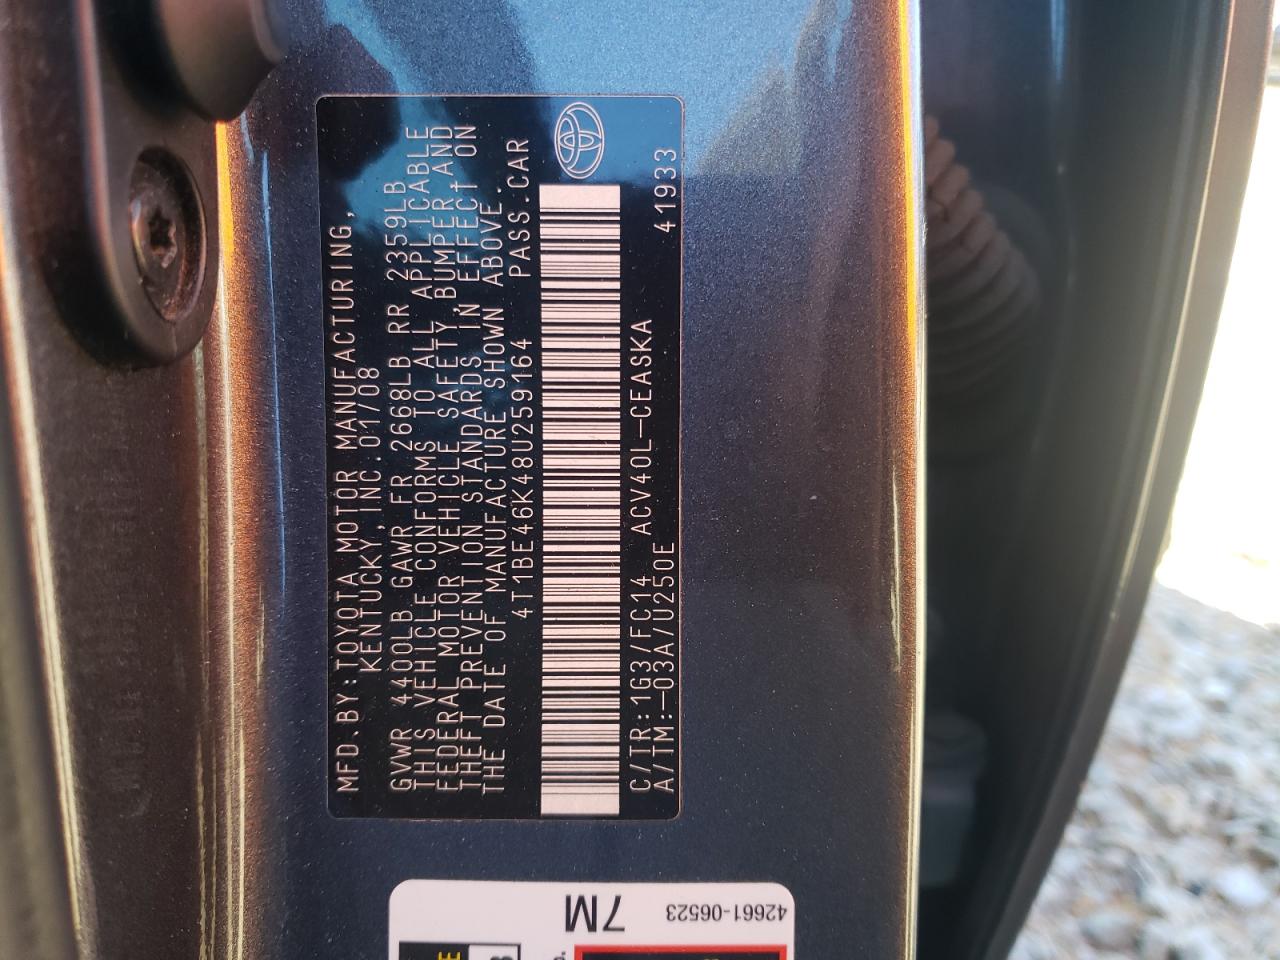 MFD.BY:TOYOTA MOTOR MANUFACTURING,
KENTUCKY,INC.01/08
GVWR 4400LB GAWR FR 2668LB RR 2359LB
THIS VEHICLE CONFORMS TO ALL APPLICABLE
FEDERAL MOTOR VEHICLE SAFETY,BUMPER,AND
THEFT PREVENTION STANDARDS IN EFFECT ON
THE DATE OF MANUFACTURE SHOWN ABOVE.
4T1BE46K48U259164 PASS.CAR
C/TR:1G3/FC14 ACV40L-CEASKA 41933
A/TM:-03A/U250E
42661-06523 7M